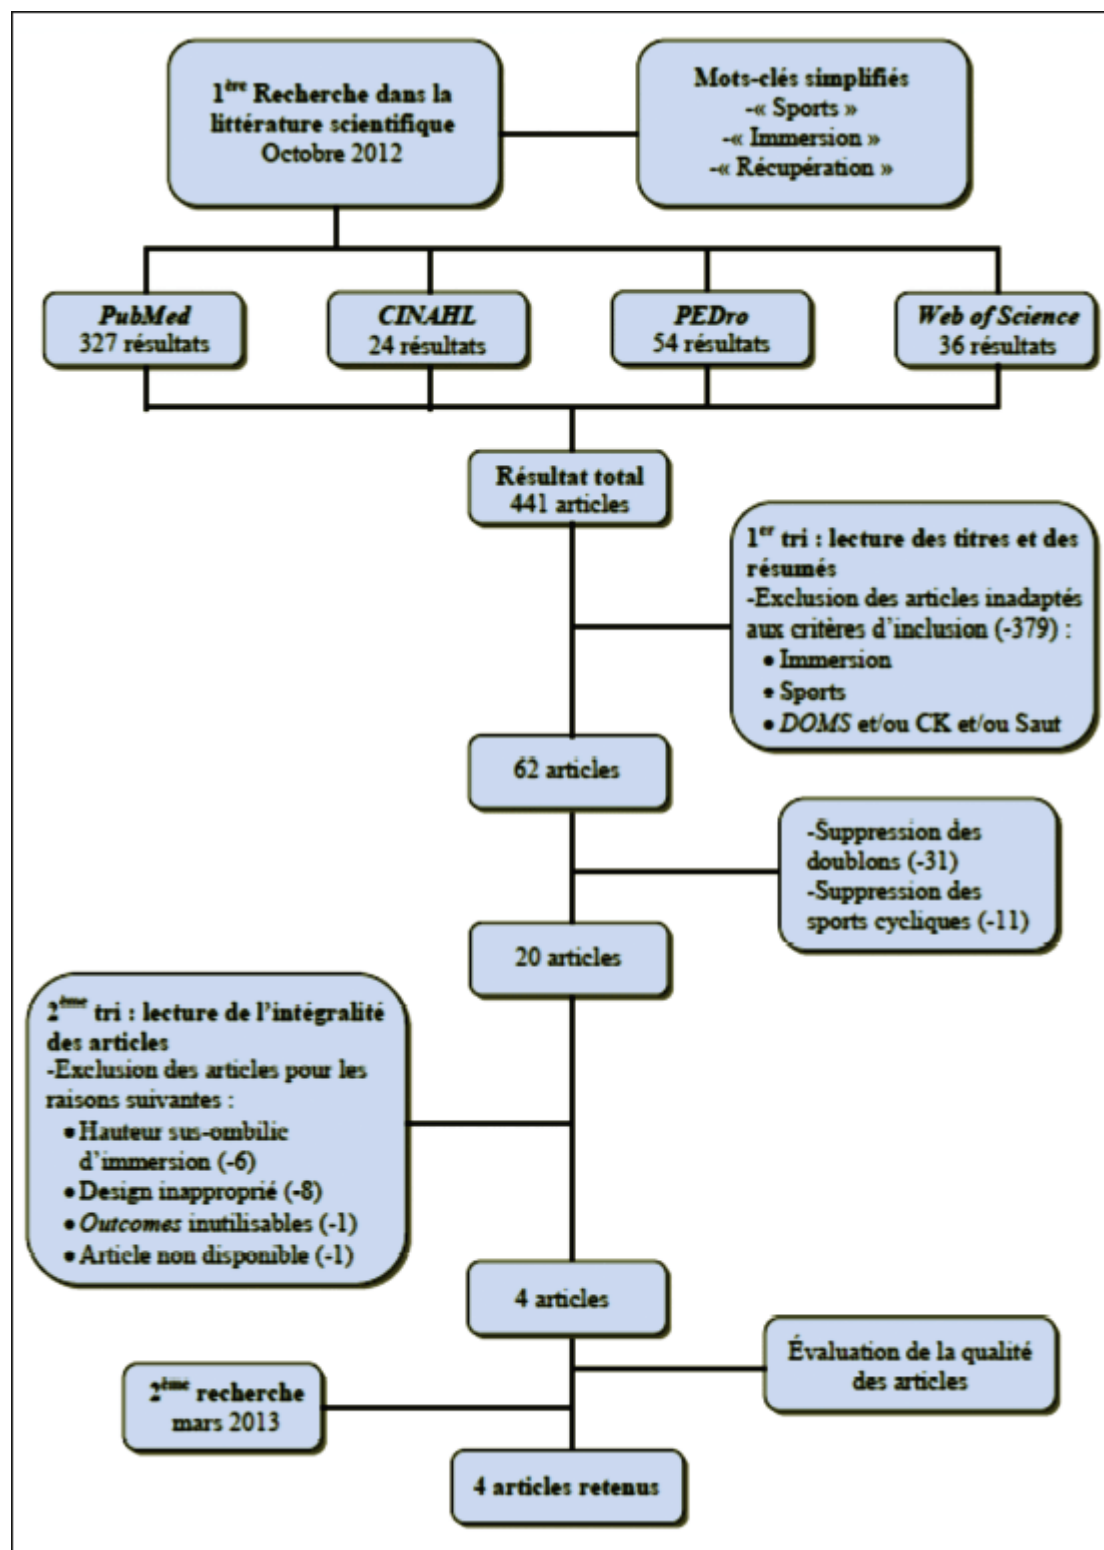 1ère Recherche dans la
littérature scientifique
Octobre 2012
Mots-clés simplifiés
-« Sports »
-« Immersion »
-« Récupération »
PubMed
327 résultats
CINAHL
24 résultats
PEDro
54 résultats
Web of Science
36 résultats
Résultat total
441 articles
1er tri : lecture des titres et des
résumés
-Exclusion des articles inadaptés
aux critères d’inclusion (-379) :
• Immersion
• Sports
• DOMS et/ou CK et/ou Saut
62 articles
-Suppression des
doublons (-31)
-Suppression des
sports cycliques (-11)
20 articles
2ème tri : lecture de l’intégralité
des articles
-Exclusion des articles pour les
raisons suivantes :
• Hauteur sus-ombilic
d’immersion (-6)
• Design inapproprié (-8)
• Outcomes inutilisables (-1)
• Article non disponible (-1)
4 articles
Évaluation de la qualité
des articles
2ème recherche
mars 2013
4 articles retenus